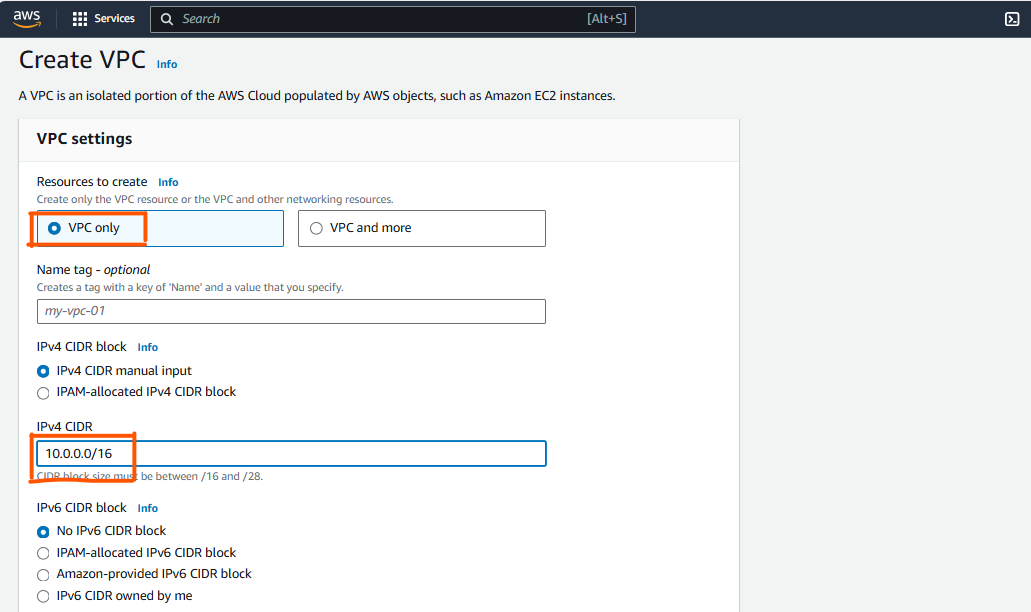 aws Services Search [Alt+S]
Create VPC Info
A VPC is an isolated portion of the AWS Cloud populated by AWS objects, such as Amazon EC2 instances.
VPC settings
Resources to create Info
Create only the VPC resource or the VPC and other networking resources.
VPC only VPC and more
Name tag - optional
Creates a tag with a key of 'Name' and a value that you specify.
my-vpc-01
IPv4 CIDR block Info
IPv4 CIDR manual input
IPAM-allocated IPv4 CIDR block
IPv4 CIDR
10.0.0.0/16
CIDR block size must be between /16 and /28.
IPv6 CIDR block Info
No IPv6 CIDR block
IPAM-allocated IPv6 CIDR block
Amazon-provided IPv6 CIDR block
IPv6 CIDR owned by me